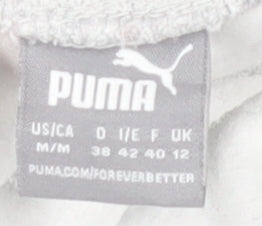 PUMA
US/CA D I/E F UK
M/M 38 42 40 12
PUMA.COM/FOREVERBETTER